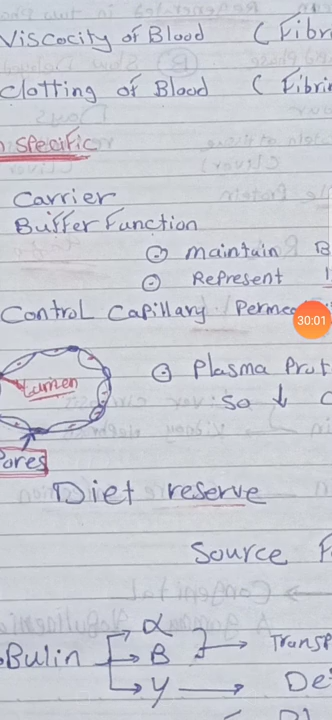 Viscocity of Blood (Fibr
Clotting of Blood (Fibri
Specific
Carrier
Buffer Function
maintain B
Represent
Control Capillary Permea
30:01
Lumen
Plasma Prot
So ↓ C
Pores
Diet reserve
Source F
Bulin α → Transp
B
γ → De